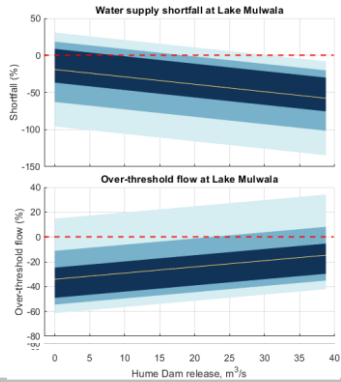 Water supply shortfall at Lake Mulwala
50
0
-50
-100
-150
Shortfall (%)
Over-threshold flow at Lake Mulwala
40
20
0
-20
-40
-60
-80
Over-threshold flow (%)
0 5 10 15 20 25 30 35 40
Hume Dam release, m³/s